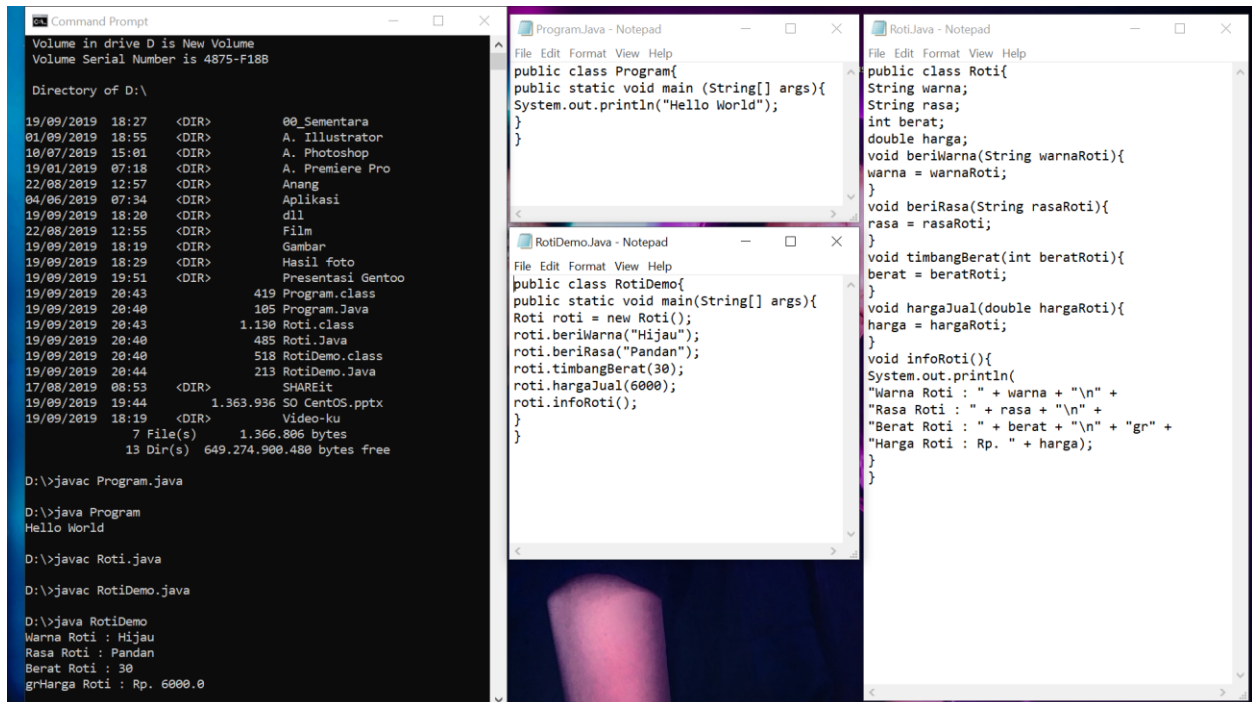 Command Prompt
Volume in drive D is New Volume
Volume Serial Number is 4875-F18B
Directory of D:\
19/09/2019 18:27 <DIR> 00_Sementara
01/09/2019 18:55 <DIR> A. Illustrator
10/07/2019 15:01 <DIR> A. Photoshop
19/01/2019 07:18 <DIR> A. Premiere Pro
22/08/2019 12:57 <DIR> Anang
04/06/2019 07:34 <DIR> Aplikasi
19/09/2019 18:20 <DIR> dll
22/08/2019 12:55 <DIR> Film
19/09/2019 18:19 <DIR> Gambar
19/09/2019 18:29 <DIR> Hasil foto
19/09/2019 19:51 <DIR> Presentasi Gentoo
19/09/2019 20:43 419 Program.class
19/09/2019 20:40 105 Program.Java
19/09/2019 20:43 1.130 Roti.class
19/09/2019 20:40 485 Roti.Java
19/09/2019 20:40 518 RotiDemo.class
19/09/2019 20:44 213 RotiDemo.Java
17/08/2019 08:53 <DIR> SHAREit
19/09/2019 19:44 1.363.936 SO CentOS.pptx
19/09/2019 18:19 <DIR> Video-ku
7 File(s) 1.366.806 bytes
13 Dir(s) 649.274.900.480 bytes free
D:\>javac Program.java
D:\>java Program
Hello World
D:\>javac Roti.java
D:\>javac RotiDemo.java
D:\>java RotiDemo
Warna Roti : Hijau
Rasa Roti : Pandan
Berat Roti : 30
grHarga Roti : Rp. 6000.0
Program.Java - Notepad
File Edit Format View Help
public class Program{
public static void main (String[] args){
System.out.println("Hello World");
}
}
RotiDemo.Java - Notepad
File Edit Format View Help
public class RotiDemo{
public static void main(String[] args){
Roti roti = new Roti();
roti.beriWarna("Hijau");
roti.beriRasa("Pandan");
roti.timbangBerat(30);
roti.hargaJual(6000);
roti.infoRoti();
}
}
Roti.Java - Notepad
File Edit Format View Help
public class Roti{
String warna;
String rasa;
int berat;
double harga;
void beriWarna(String warnaRoti){
warna = warnaRoti;
}
void beriRasa(String rasaRoti){
rasa = rasaRoti;
}
void timbangBerat(int beratRoti){
berat = beratRoti;
}
void hargaJual(double hargaRoti){
harga = hargaRoti;
}
void infoRoti(){
System.out.println(
"Warna Roti : " + warna + "\n" +
"Rasa Roti : " + rasa + "\n" +
"Berat Roti : " + berat + "\n" + "gr" +
"Harga Roti : Rp. " + harga);
}
}